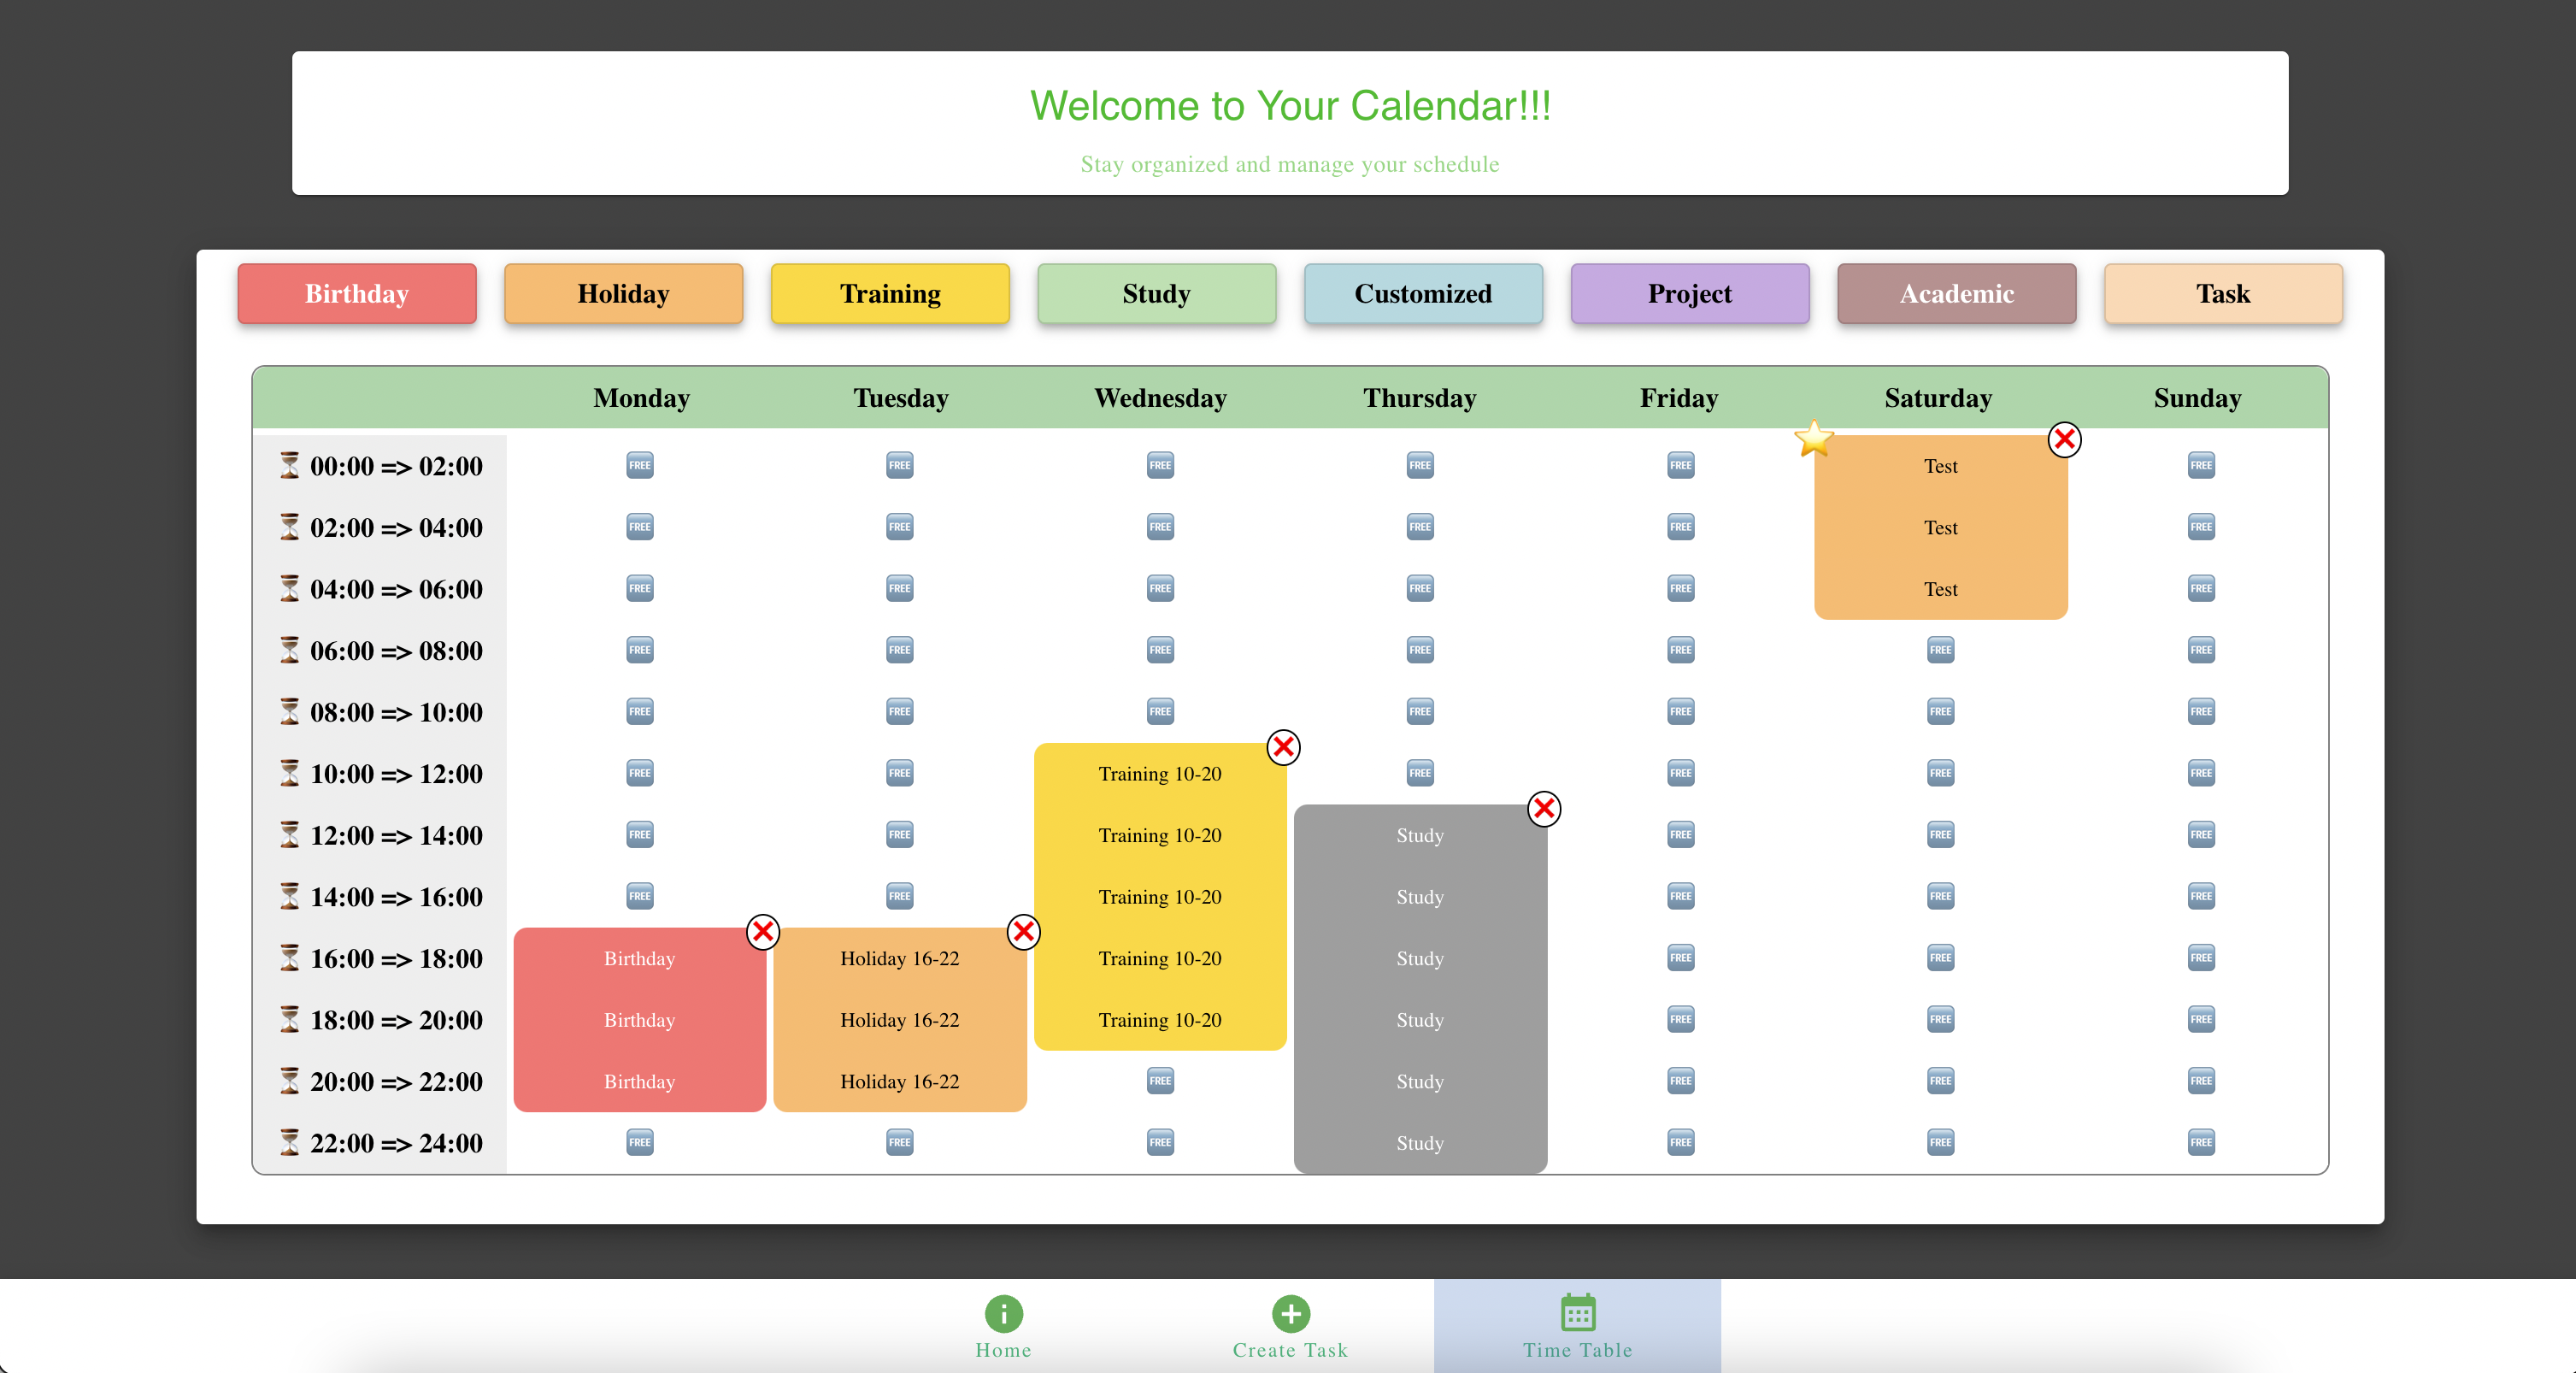 Welcome to Your Calendar!!!
Stay organized and manage your schedule
Birthday Holiday Training Study Customized Project Academic Task
Monday Tuesday Wednesday Thursday Friday Saturday Sunday
00:00 => 02:00 FREE FREE FREE FREE FREE Test FREE
02:00 => 04:00 FREE FREE FREE FREE FREE Test FREE
04:00 => 06:00 FREE FREE FREE FREE FREE Test FREE
06:00 => 08:00 FREE FREE FREE FREE FREE FREE FREE
08:00 => 10:00 FREE FREE FREE FREE FREE FREE FREE
10:00 => 12:00 FREE FREE Training 10-20 FREE FREE FREE FREE
12:00 => 14:00 FREE FREE Training 10-20 Study FREE FREE FREE
14:00 => 16:00 FREE FREE Training 10-20 Study FREE FREE FREE
16:00 => 18:00 Birthday Holiday 16-22 Training 10-20 Study FREE FREE FREE
18:00 => 20:00 Birthday Holiday 16-22 Training 10-20 Study FREE FREE FREE
20:00 => 22:00 Birthday Holiday 16-22 FREE Study FREE FREE FREE
22:00 => 24:00 FREE FREE FREE Study FREE FREE FREE
Home Create Task Time Table